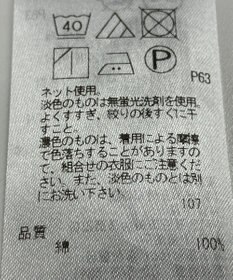 40
P
P63
ネット使用。
淡色のものは無蛍光洗剤を使用。
よくすすぎ、絞りの後すぐに干
すこと。
濃色のものは、着用による摩擦
で色落ちすることがありますの
で、組合せの衣服にご注意くだ
さい。また、淡色のものとは別
にお洗い下さい。
107
品質
綿 100%